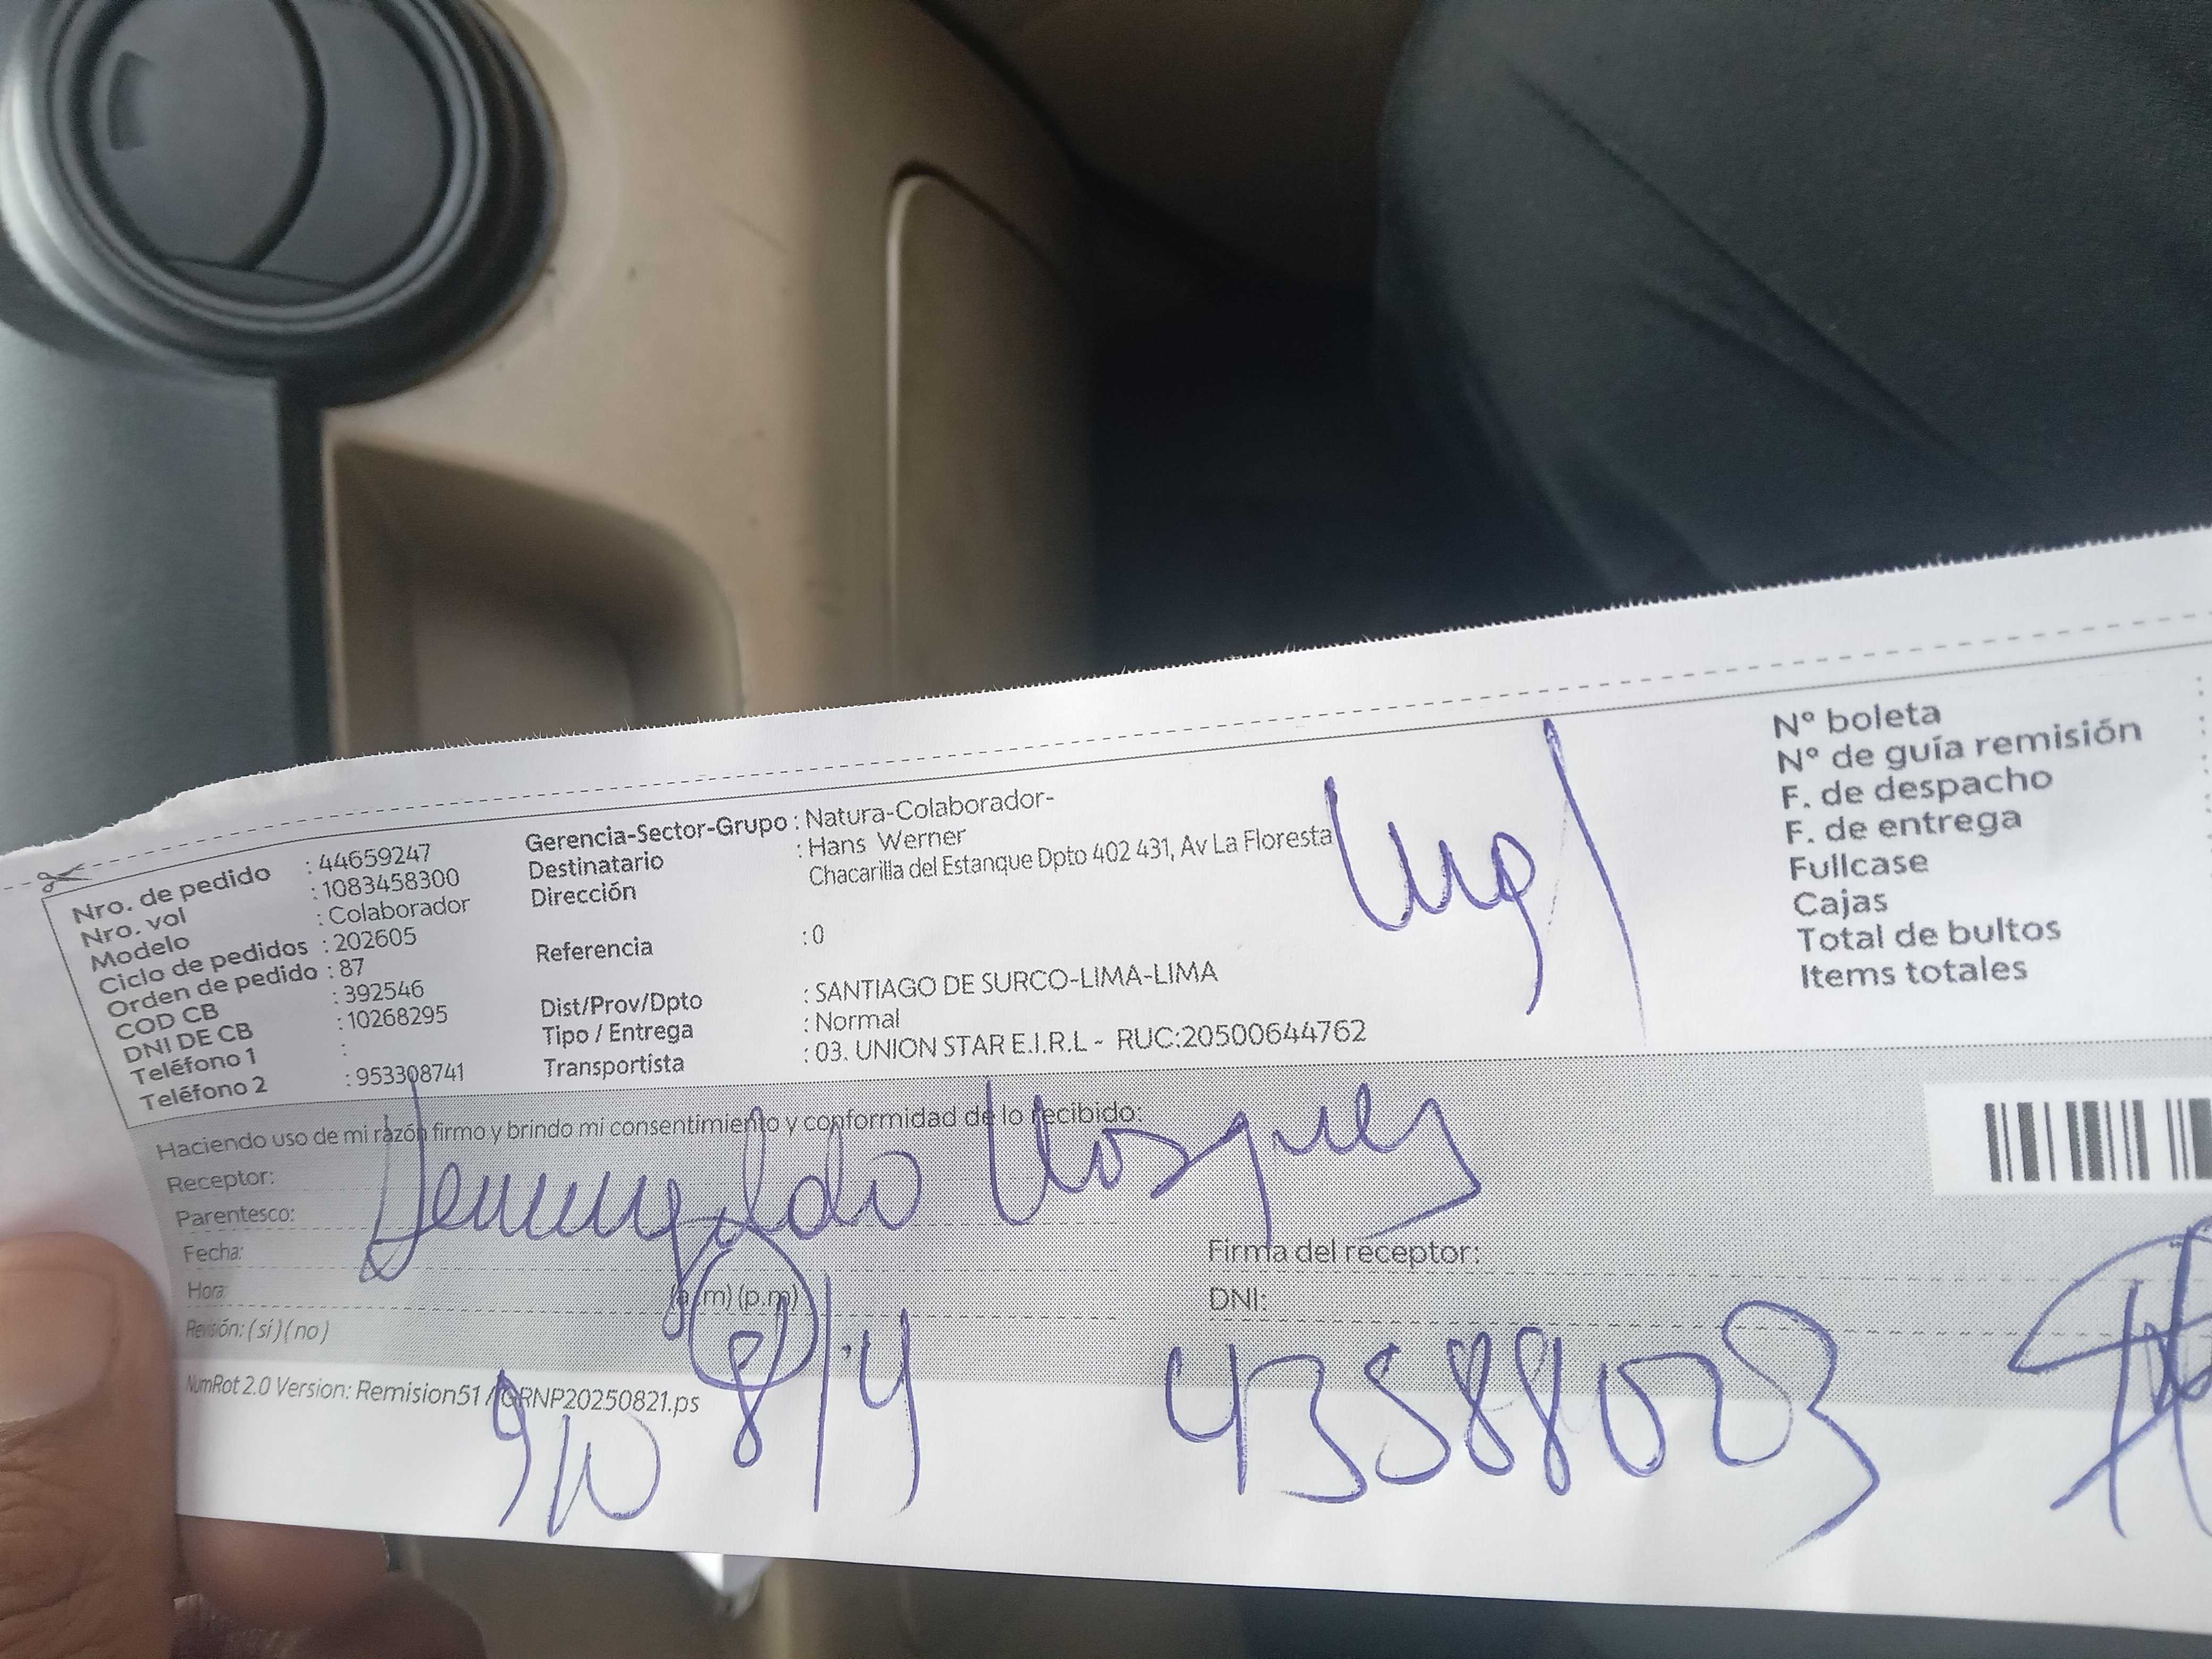 Nro. de pedido : 44659247
Nro. vol : 1083458300
Modelo : Colaborador
Ciclo de pedidos : 202605
Orden de pedido : 87
COD CB : 392546
DNI DE CB : 10268295
Teléfono 1 :
Teléfono 2 : 953308741
Gerencia-Sector-Grupo : Natura-Colaborador-
Destinatario : Hans Werner
Dirección : Chacarilla del Estanque Dpto 402 431, Av La Floresta
Referencia : 0
Dist/Prov/Dpto : SANTIAGO DE SURCO-LIMA-LIMA
Tipo / Entrega : Normal
Transportista : 03. UNION STAR E.I.R.L - RUC:20500644762
N° boleta :
N° de guía remisión :
F. de despacho
F. de entrega
Fullcase
Cajas
Total de bultos
Items totales
Haciendo uso de mi razón firmo y brindo mi consentimiento y conformidad de lo recibido:
Receptor:
Parentesco:
Fecha:
Hora: (a.m) (p.m)
Revisión: (si) (no)
Firma del receptor:
DNI:
8/4
43588023
NumRot 2.0 Version: Remision51 / GRNP20250821.ps